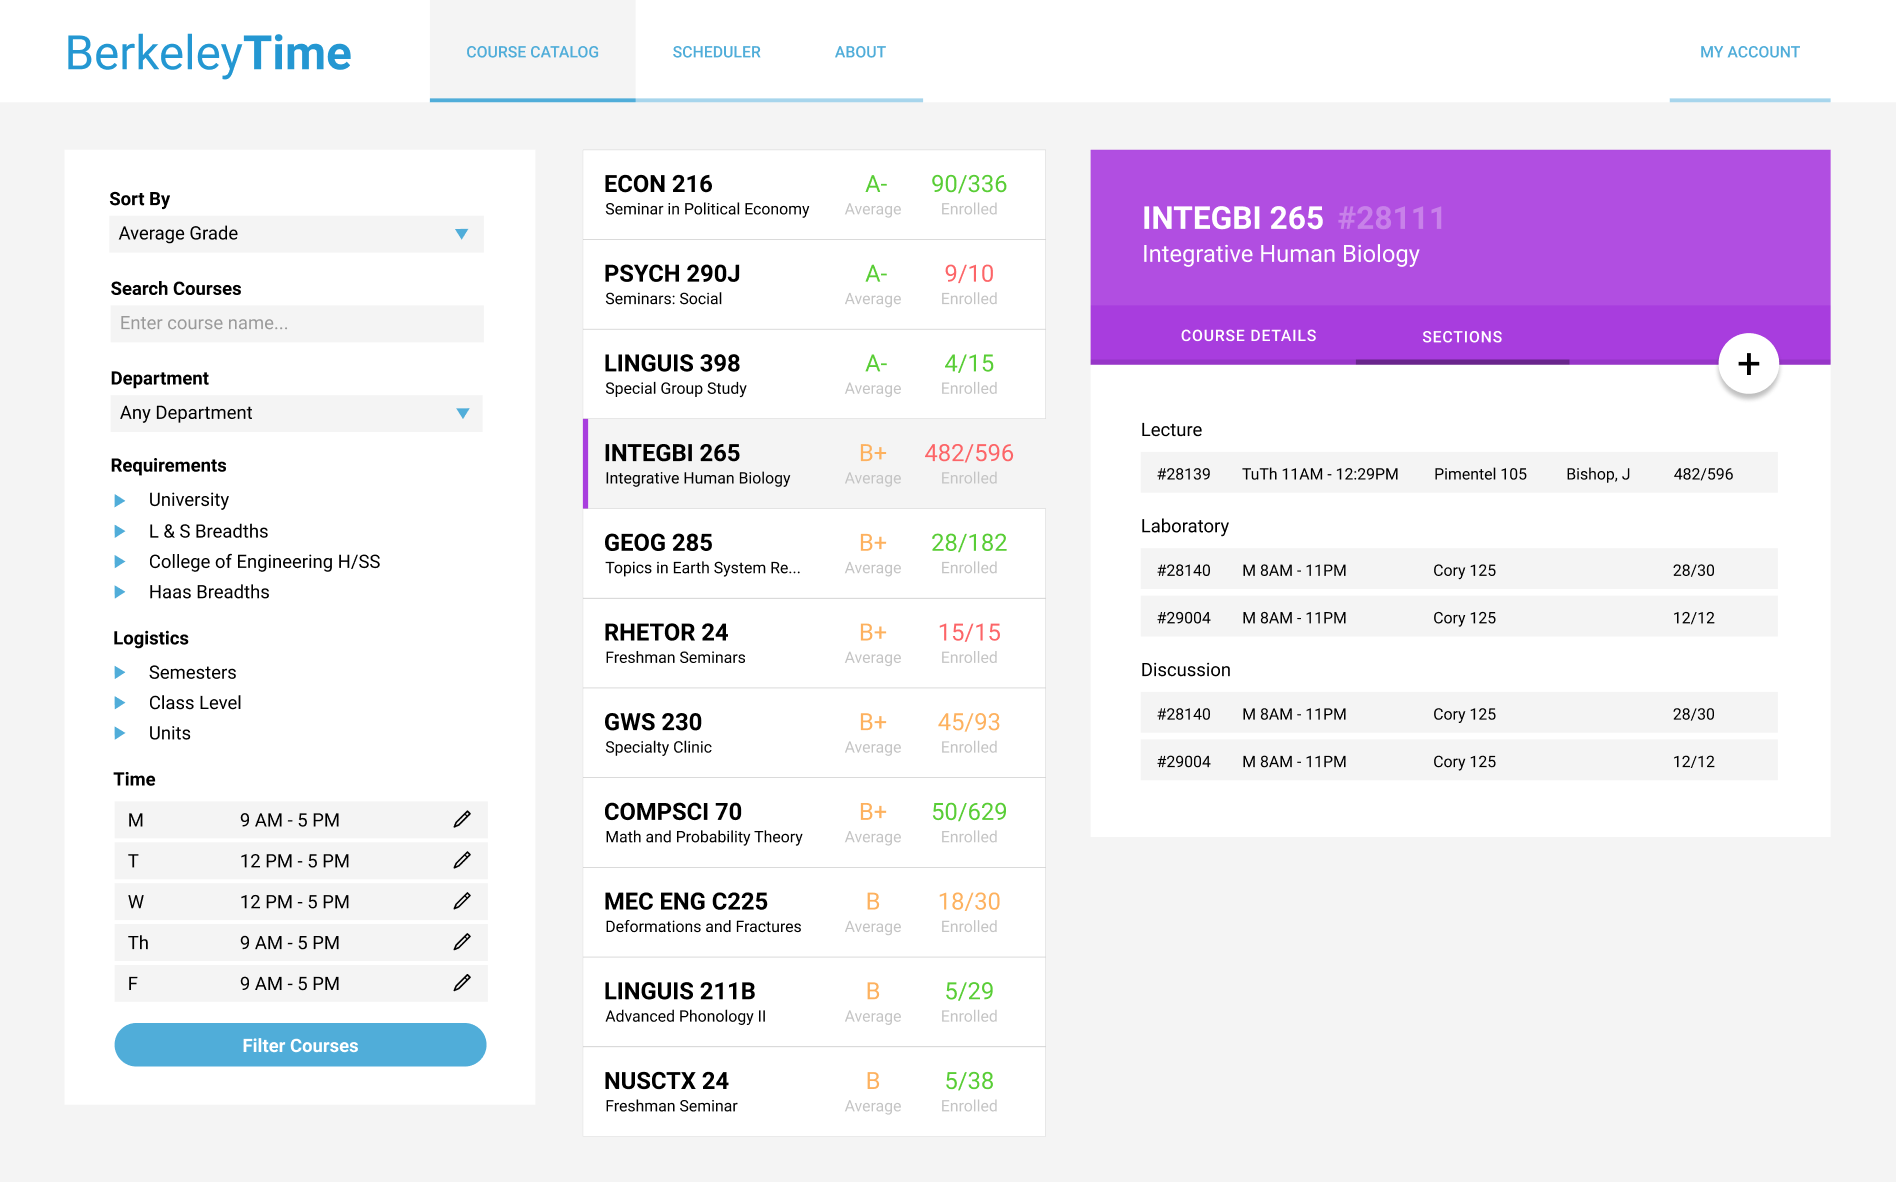 BerkeleyTime
COURSE CATALOG
SCHEDULER
ABOUT
MY ACCOUNT
Sort By
Average Grade
Search Courses
Enter course name...
Department
Any Department
Requirements
University
L & S Breadths
College of Engineering H/SS
Haas Breadths
Logistics
Semesters
Class Level
Units
Time
M 9 AM - 5 PM
T 12 PM - 5 PM
W 12 PM - 5 PM
Th 9 AM - 5 PM
F 9 AM - 5 PM
Filter Courses
ECON 216 A- 90/336
Seminar in Political Economy Average Enrolled
PSYCH 290J A- 9/10
Seminars: Social Average Enrolled
LINGUIS 398 A- 4/15
Special Group Study Average Enrolled
INTEGBI 265 B+ 482/596
Integrative Human Biology Average Enrolled
GEOG 285 B+ 28/182
Topics in Earth System Re... Average Enrolled
RHETOR 24 B+ 15/15
Freshman Seminars Average Enrolled
GWS 230 B+ 45/93
Specialty Clinic Average Enrolled
COMPSCI 70 B+ 50/629
Math and Probability Theory Average Enrolled
MEC ENG C225 B 18/30
Deformations and Fractures Average Enrolled
LINGUIS 211B B 5/29
Advanced Phonology II Average Enrolled
NUSCTX 24 B 5/38
Freshman Seminar Average Enrolled
INTEGBI 265 #28111
Integrative Human Biology
COURSE DETAILS
SECTIONS
+
Lecture
#28139 TuTh 11AM - 12:29PM Pimentel 105 Bishop, J 482/596
Laboratory
#28140 M 8AM - 11PM Cory 125 28/30
#29004 M 8AM - 11PM Cory 125 12/12
Discussion
#28140 M 8AM - 11PM Cory 125 28/30
#29004 M 8AM - 11PM Cory 125 12/12